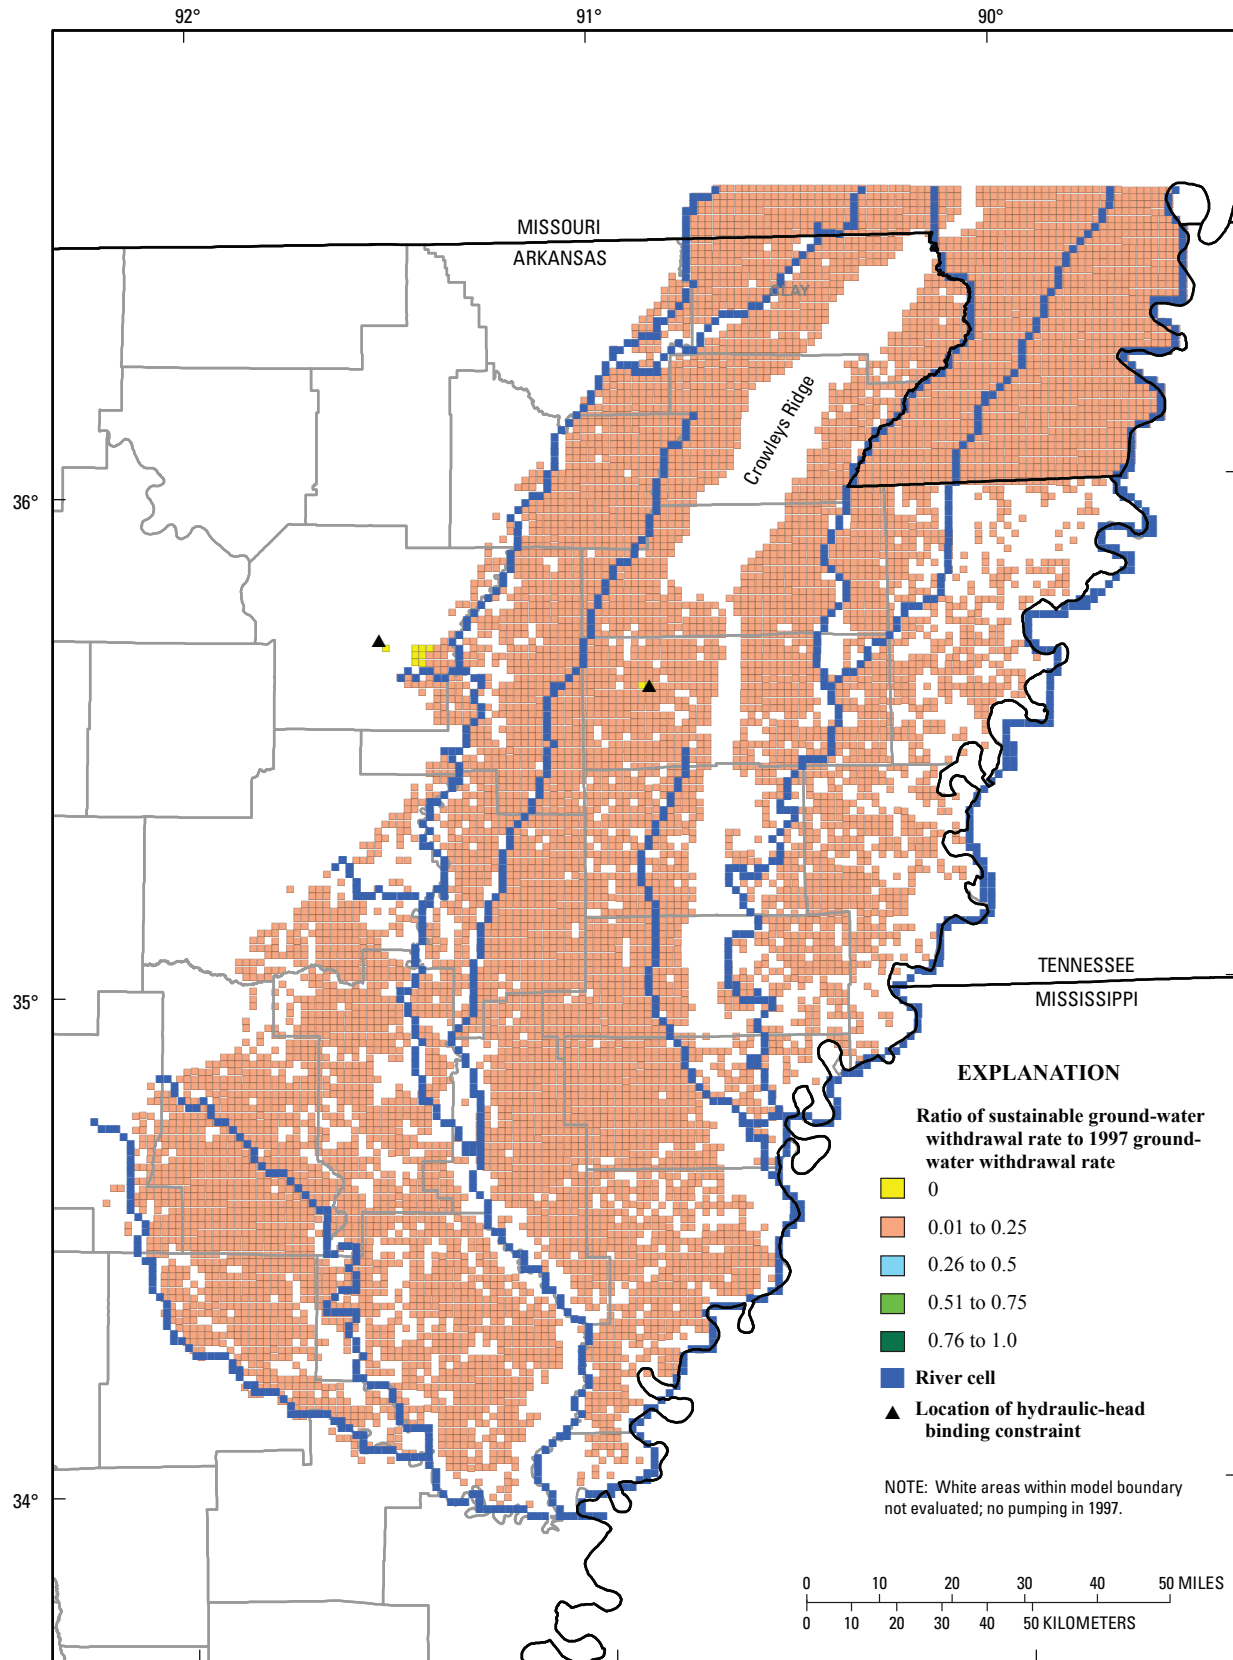 92°
91°
90°
MISSOURI
ARKANSAS
CLAY
Crowleys Ridge
36°
35°
34°
TENNESSEE
MISSISSIPPI
EXPLANATION
Ratio of sustainable ground-water
withdrawal rate to 1997 ground-
water withdrawal rate
0
0.01 to 0.25
0.26 to 0.5
0.51 to 0.75
0.76 to 1.0
River cell
Location of hydraulic-head
binding constraint
NOTE: White areas within model boundary
not evaluated; no pumping in 1997.
0 10 20 30 40 50 MILES
0 10 20 30 40 50 KILOMETERS